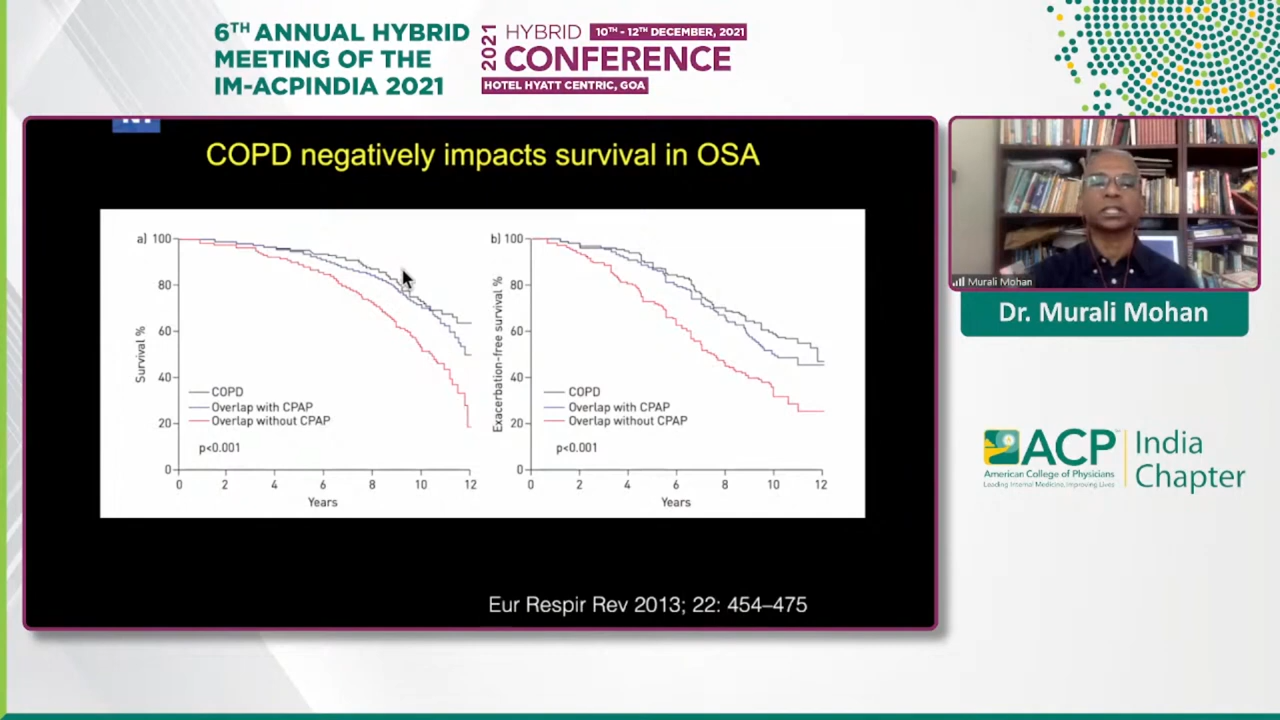 6TH ANNUAL HYBRID
MEETING OF THE
IM-ACPINDIA 2021
2021
HYBRID 10TH - 12TH DECEMBER, 2021
CONFERENCE
HOTEL HYATT CENTRIC, GOA
COPD negatively impacts survival in OSA
a)
100
80
60
40
20
0
Survival %
COPD
Overlap with CPAP
Overlap without CPAP
p<0.001
0 2 4 6 8 10 12
Years
b)
100
80
60
40
20
0
Exacerbation-free survival %
COPD
Overlap with CPAP
Overlap without CPAP
p<0.001
0 2 4 6 8 10 12
Years
Eur Respir Rev 2013; 22: 454–475
Murali Mohan
Dr. Murali Mohan
ACP
American College of Physicians
Leading Internal Medicine, Improving Lives
India
Chapter